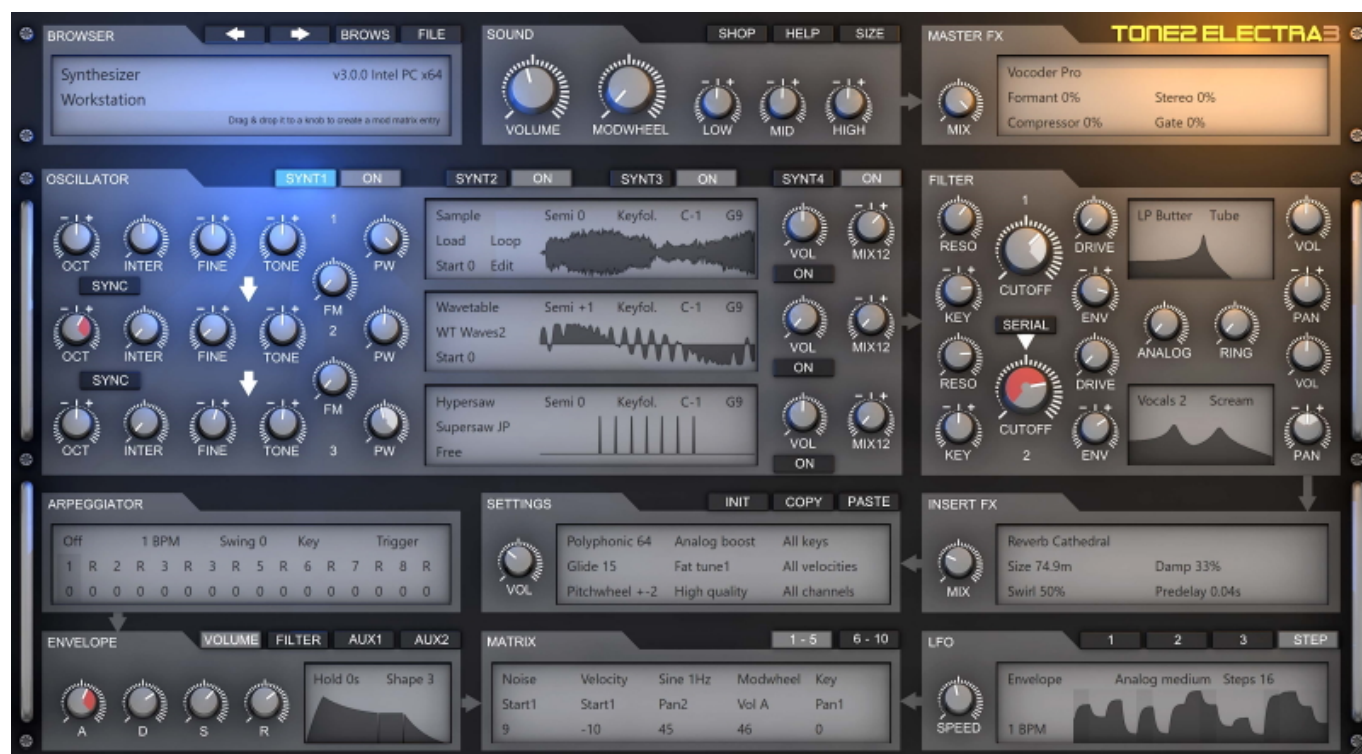 BROWSER BROWS FILE
Synthesizer v3.0.0 Intel PC x64
Workstation
Drag & drop it to a knob to create a mod matrix entry
SOUND SHOP HELP SIZE
VOLUME MODWHEEL LOW MID HIGH
MASTER FX TONE2 ELECTRA3
Vocoder Pro
Formant 0% Stereo 0%
Compressor 0% Gate 0%
MIX
OSCILLATOR SYNT1 ON SYNT2 ON SYNT3 ON SYNT4 ON
OCT INTER FINE TONE 1 PW
SYNC FM
Sample Semi 0 Keyfol. C-1 G9
Load Loop
Start 0 Edit
VOL MIX12
ON
OCT INTER FINE TONE 2 PW
SYNC FM
Wavetable Semi +1 Keyfol. C-1 G9
WT Waves2
Start 0
VOL MIX12
ON
OCT INTER FINE TONE 3 PW
Hypersaw Semi 0 Keyfol. C-1 G9
Supersaw JP
Free
VOL MIX12
ON
FILTER
RESO 1 DRIVE
LP Butter Tube
VOL
CUTOFF
KEY ENV PAN
SERIAL
ANALOG RING
RESO DRIVE VOL
Vocals 2 Scream
CUTOFF
KEY 2 ENV PAN
ARPEGGIATOR
Off 1 BPM Swing 0 Key Trigger
1 R 2 R 3 R 3 R 5 R 6 R 7 R 8 R
0 0 0 0 0 0 0 0 0 0 0 0 0 0 0 0
SETTINGS INIT COPY PASTE
Polyphonic 64 Analog boost All keys
Glide 15 Fat tune1 All velocities
Pitchwheel +-2 High quality All channels
VOL
INSERT FX
Reverb Cathedral
Size 74.9m Damp 33%
Swirl 50% Predelay 0.04s
MIX
ENVELOPE VOLUME FILTER AUX1 AUX2
Hold 0s Shape 3
A D S R
MATRIX 1 - 5 6 - 10
Noise Velocity Sine 1Hz Modwheel Key
Start1 Start1 Pan2 Vol A Pan1
9 -10 45 46 0
LFO 1 2 3 STEP
Envelope Analog medium Steps 16
1 BPM
SPEED